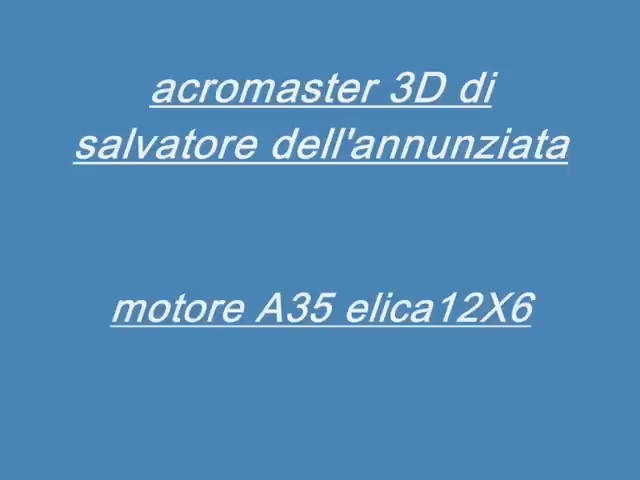 acromaster 3D di
salvatore dell'annunziata
motore A35 elica12X6